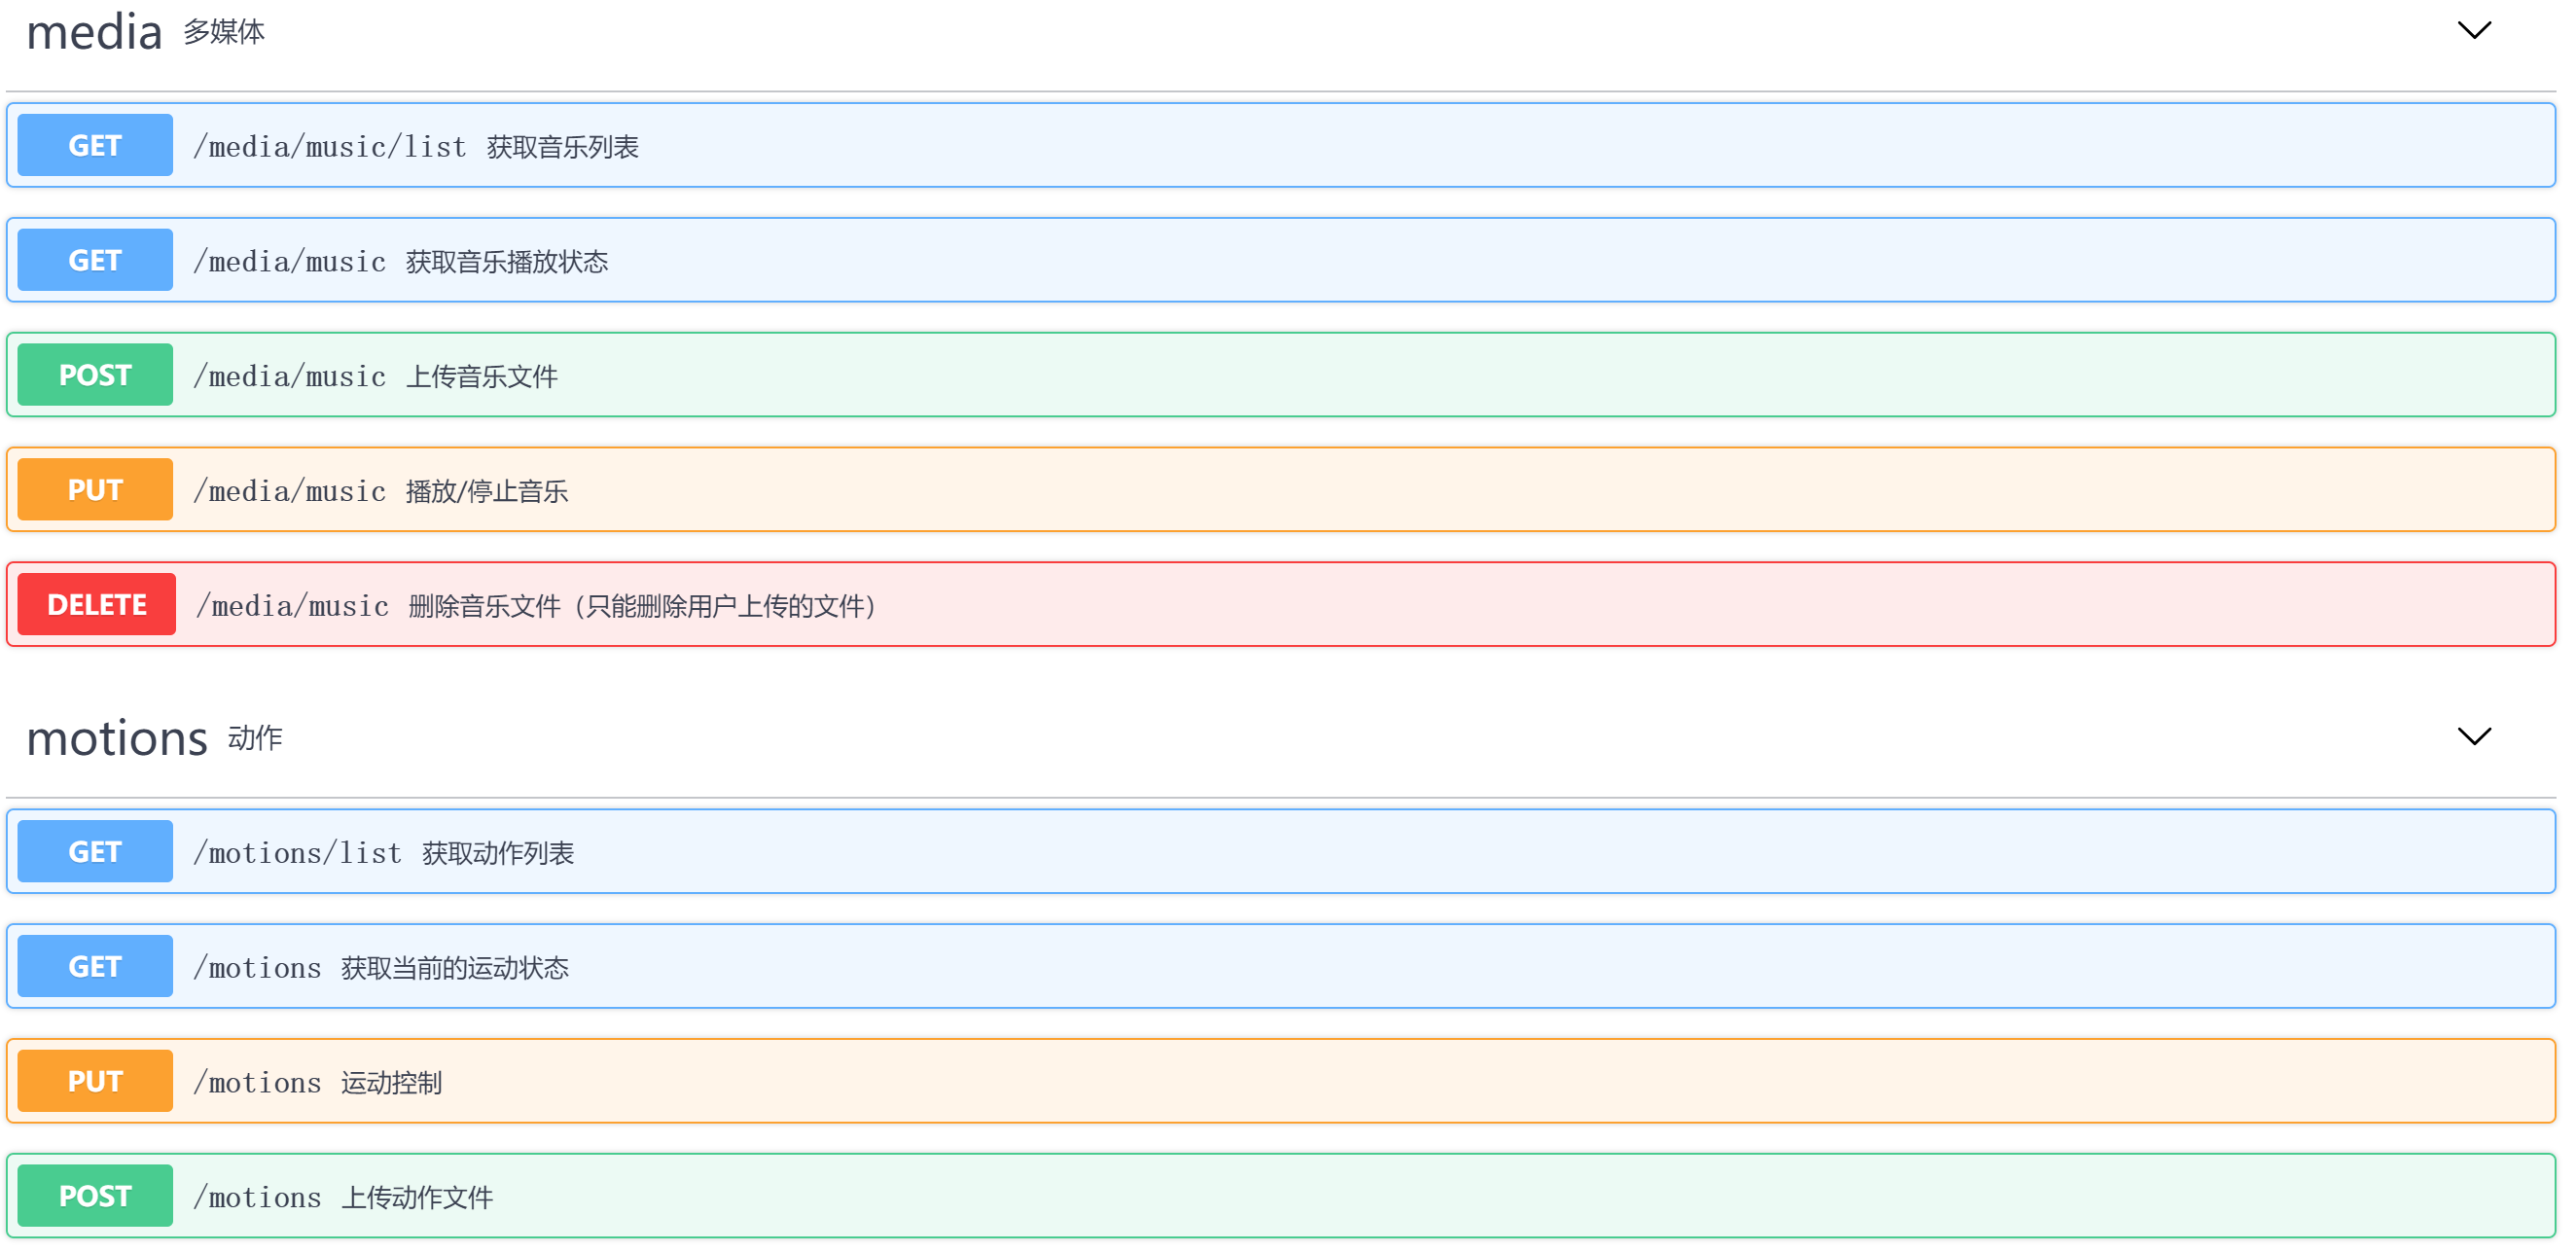 media 多媒体
GET /media/music/list 获取音乐列表
GET /media/music 获取音乐播放状态
POST /media/music 上传音乐文件
PUT /media/music 播放/停止音乐
DELETE /media/music 删除音乐文件（只能删除用户上传的文件）
motions 动作
GET /motions/list 获取动作列表
GET /motions 获取当前的运动状态
PUT /motions 运动控制
POST /motions 上传动作文件